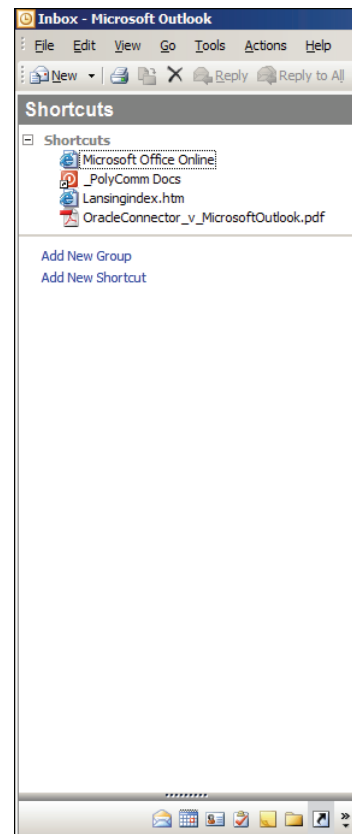 Inbox - Microsoft Outlook
File Edit View Go Tools Actions Help
New Reply Reply to All
Shortcuts
Shortcuts
Microsoft Office Online
_PolyComm Docs
Lansingindex.htm
OracleConnector_v_MicrosoftOutlook.pdf
Add New Group
Add New Shortcut